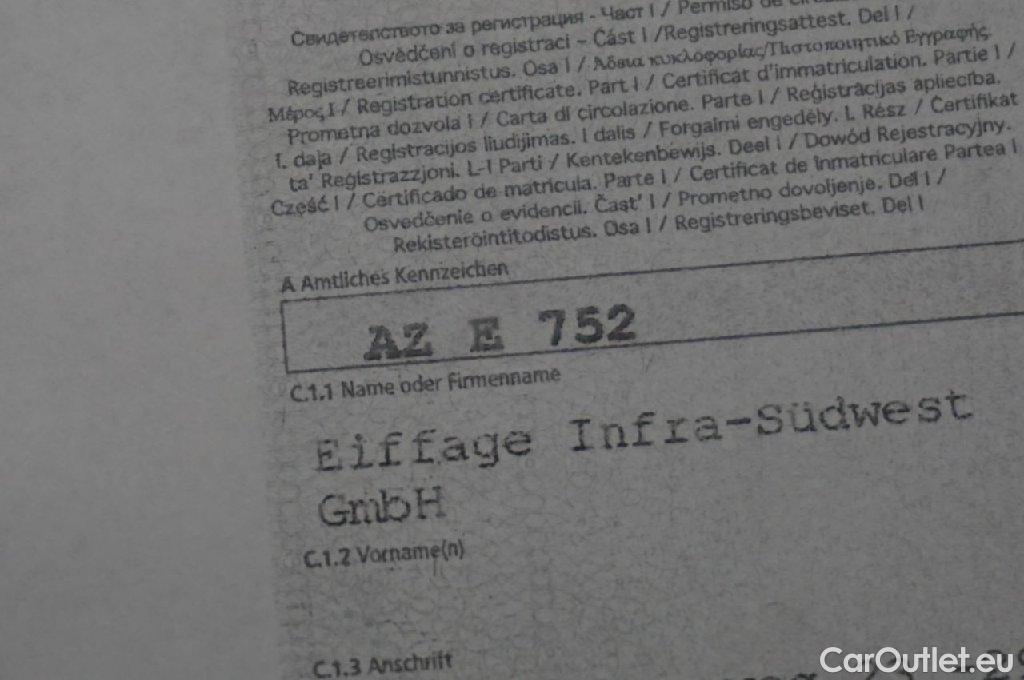 Свидетелството за регистрация - Част I / Permiso de
Osvědčení o registraci – Část I /Registreringsattest. Del I /
Registreerimistunnistus. Osa I / Άδεια κυκλοφορίας/Πιστοποιητικό Εγγραφής.
Μέρος I / Registration certificate. Part I / Certificat d'immatriculation. Partie I /
Prometna dozvola I / Carta di circolazione. Parte I / Reģistrācijas apliecība.
I. daļa / Registracijos liudijimas. I dalis / Forgalmi engedély. I. Rész / Ċertifikat
ta' Reġistrazzjoni. L-I Parti / Kentekenbewijs. Deel I / Dowód Rejestracyjny.
Część I / Certificado de matrícula. Parte I / Certificat de înmatriculare Partea I
Osvedčenie o evidencii. Časť I / Prometno dovoljenje. Del I /
Rekisteröintitodistus. Osa I / Registreringsbeviset. Del I
A Amtliches Kennzeichen
AZ E 752
C.1.1 Name oder Firmenname
Eiffage Infra-Südwest
GmbH
C.1.2 Vorname(n)
C.1.3 Anschrift
CarOutlet.eu